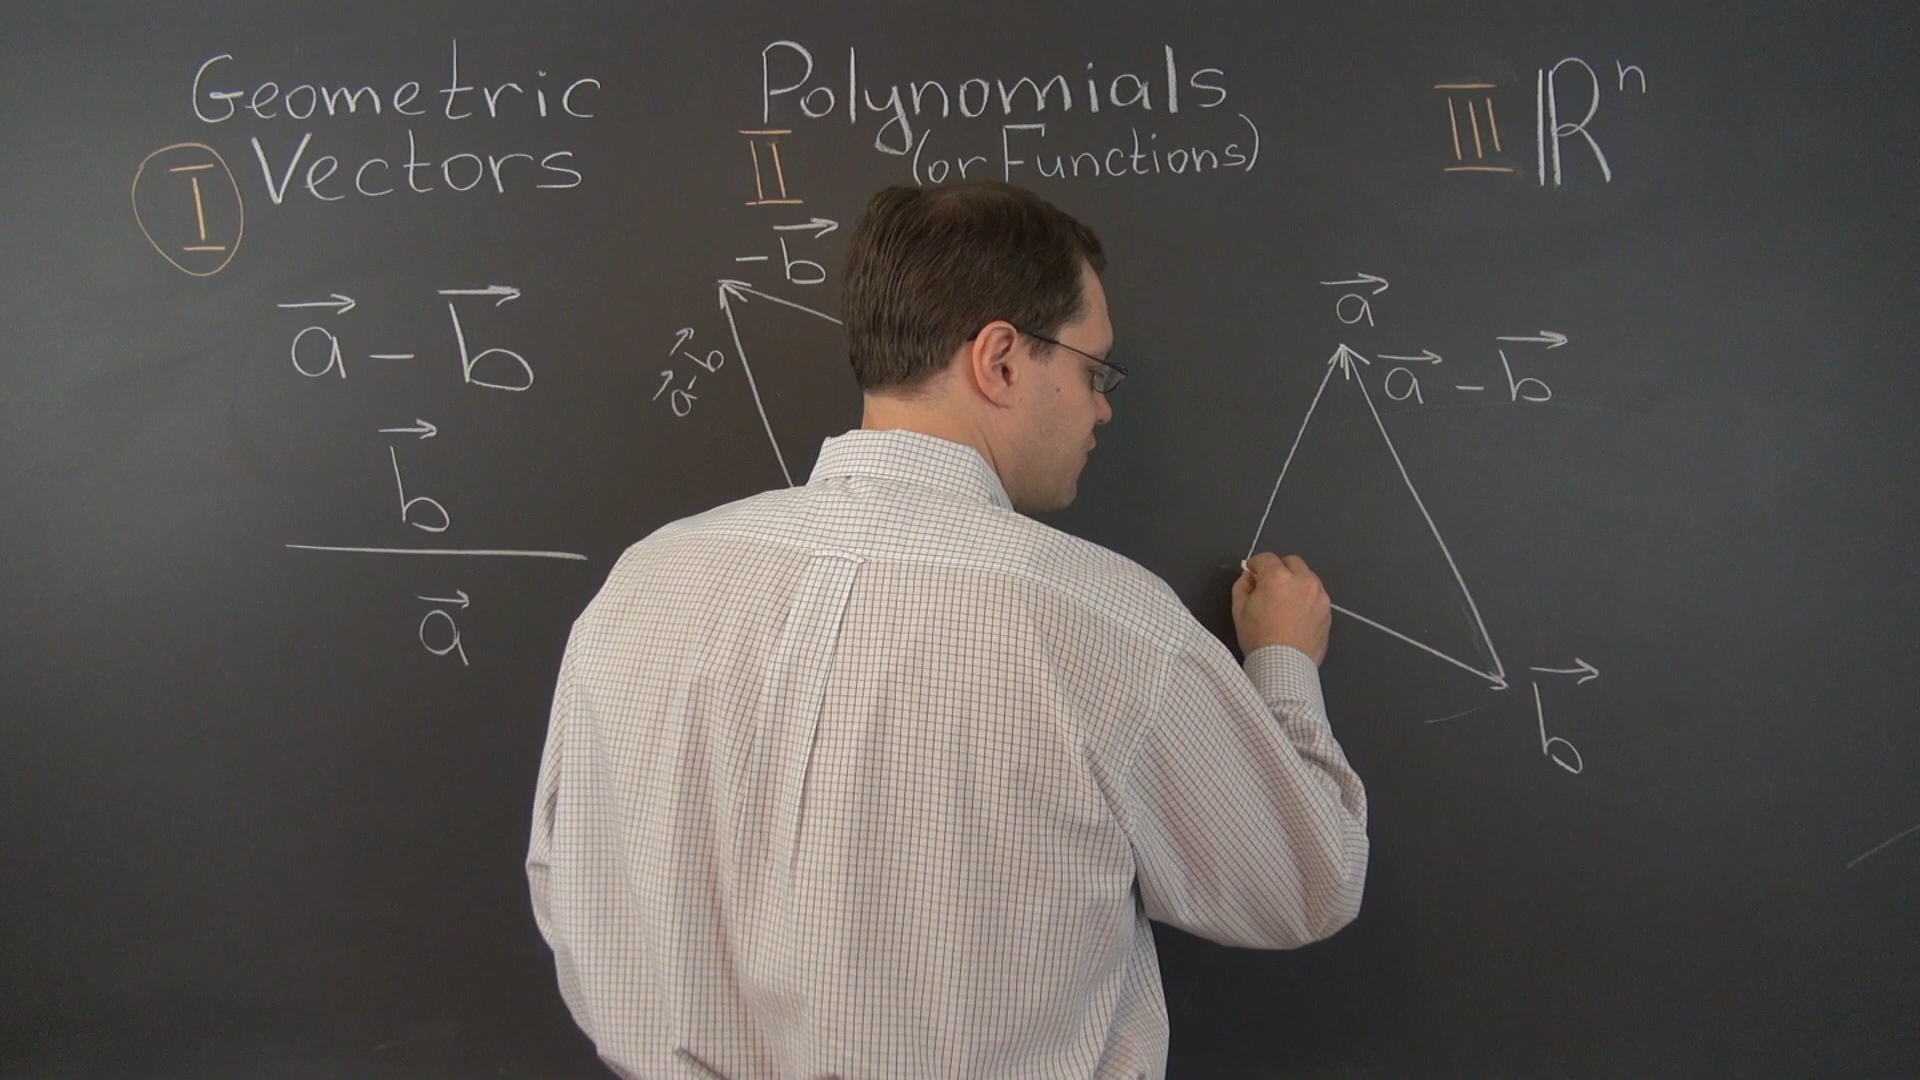 Geometric
I Vectors
Polynomials
II (or Functions)
III ℝⁿ
a⃗ - b⃗
b⃗
a⃗
-b⃗
a⃗-b⃗
a⃗
a⃗ - b⃗
b⃗